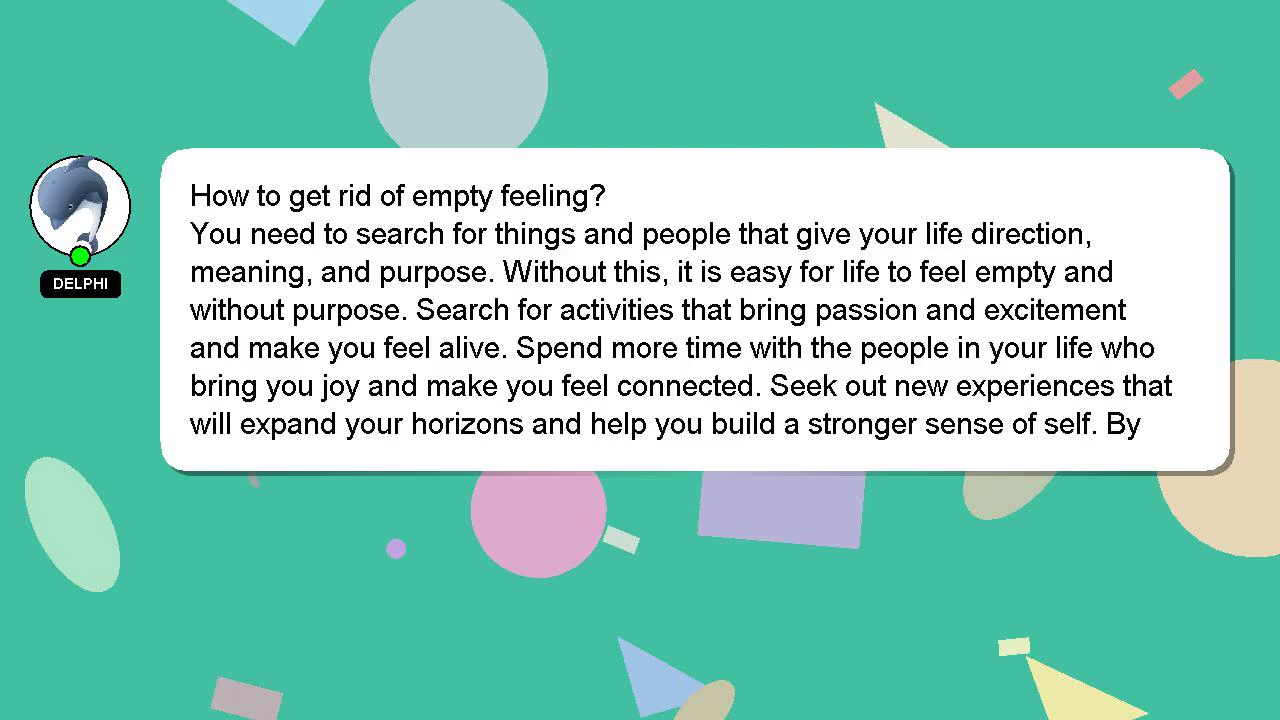 DELPHI
How to get rid of empty feeling?
You need to search for things and people that give your life direction,
meaning, and purpose. Without this, it is easy for life to feel empty and
without purpose. Search for activities that bring passion and excitement
and make you feel alive. Spend more time with the people in your life who
bring you joy and make you feel connected. Seek out new experiences that
will expand your horizons and help you build a stronger sense of self. By